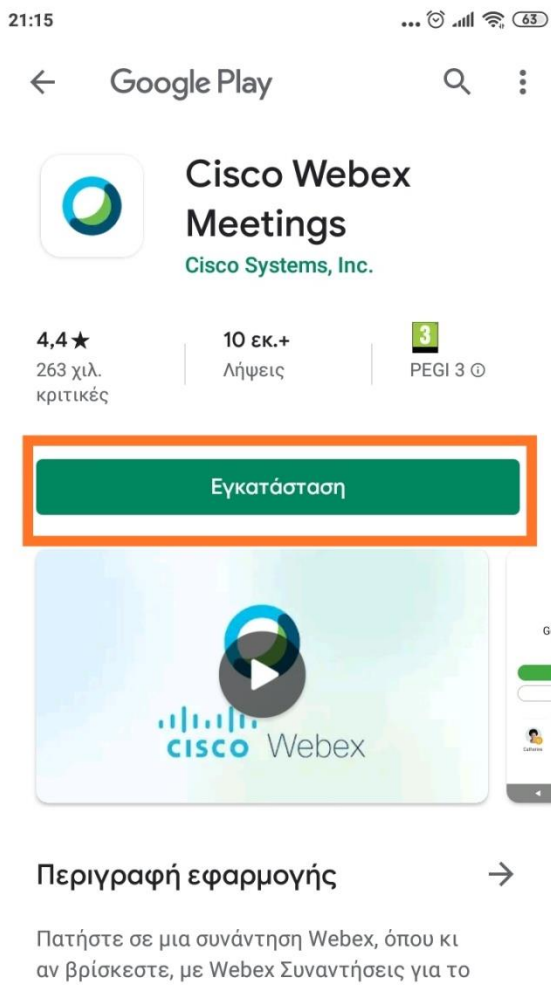 21:15
63
Google Play
Cisco Webex
Meetings
Cisco Systems, Inc.
4,4★
263 χιλ.
κριτικές
10 εκ.+
Λήψεις
3
PEGI 3
Εγκατάσταση
CISCO Webex
Περιγραφή εφαρμογής
Πατήστε σε μια συνάντηση Webex, όπου κι
αν βρίσκεστε, με Webex Συναντήσεις για το